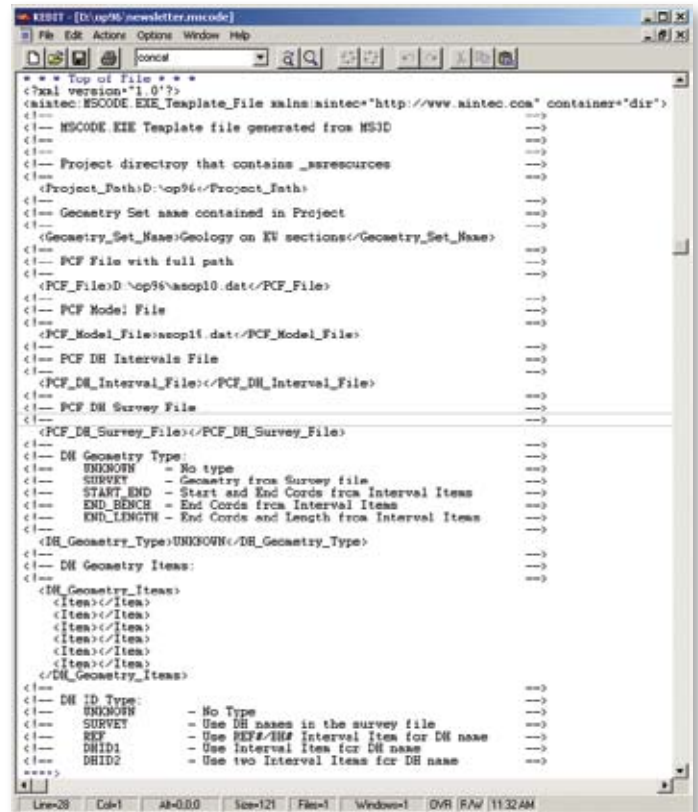 KEDIT - [D:\op96\newsletter.mscode]
File Edit Actions Options Window Help
concat
* * * Top of File * * *
<?xml version="1.0"?>
<mintec:MSCODE.EXE_Template_File xmlns:mintec="http://www.mintec.com" container="dir">
<!-- -->
<!-- MSCODE.EXE Template file generated from MS3D -->
<!-- -->
<!-- -->
<!-- Project directroy that contains _msresources -->
<!-- -->
<Project_Path>D:\op96</Project_Path>
<!-- -->
<!-- Geometry Set name contained in Project -->
<!-- -->
<Geometry_Set_Name>Geology on EW sections</Geometry_Set_Name>
<!-- -->
<!-- PCF File with full path -->
<!-- -->
<PCF_File>D:\op96\msop10.dat</PCF_File>
<!-- -->
<!-- PCF Model File -->
<!-- -->
<PCF_Model_File>msop15.dat</PCF_Model_File>
<!-- -->
<!-- PCF DH Intervals File -->
<!-- -->
<PCF_DH_Interval_File></PCF_DH_Interval_File>
<!-- -->
<!-- PCF DH Survey File -->
<!-- -->
<PCF_DH_Survey_File></PCF_DH_Survey_File>
<!-- -->
<!-- DH Geometry Type: -->
<!-- UNKNOWN - No type -->
<!-- SURVEY - Geometry from Survey file -->
<!-- START_END - Start and End Cords from Interval Items -->
<!-- END_BENCH - End Cords from Interval Items -->
<!-- END_LENGTH - End Cords and Length from Interval Items -->
<!-- -->
<DH_Geometry_Type>UNKNOWN</DH_Geometry_Type>
<!-- -->
<!-- DH Geometry Items: -->
<!-- -->
<DH_Geometry_Items>
<Item></Item>
<Item></Item>
<Item></Item>
<Item></Item>
<Item></Item>
<Item></Item>
</DH_Geometry_Items>
<!-- -->
<!-- DH ID Type: -->
<!-- UNKNOWN - No Type -->
<!-- SURVEY - Use DH names in the survey file -->
<!-- REF - Use REF#/DH# Interval Item for DH name -->
<!-- DHID1 - Use Interval Item for DH name -->
<!-- DHID2 - Use two Interval Items for DH name -->
====>
Line=28 Col=1 Alt=0,0,0 Size=121 Files=1 Windows=1 OVR R/W 11:32 AM